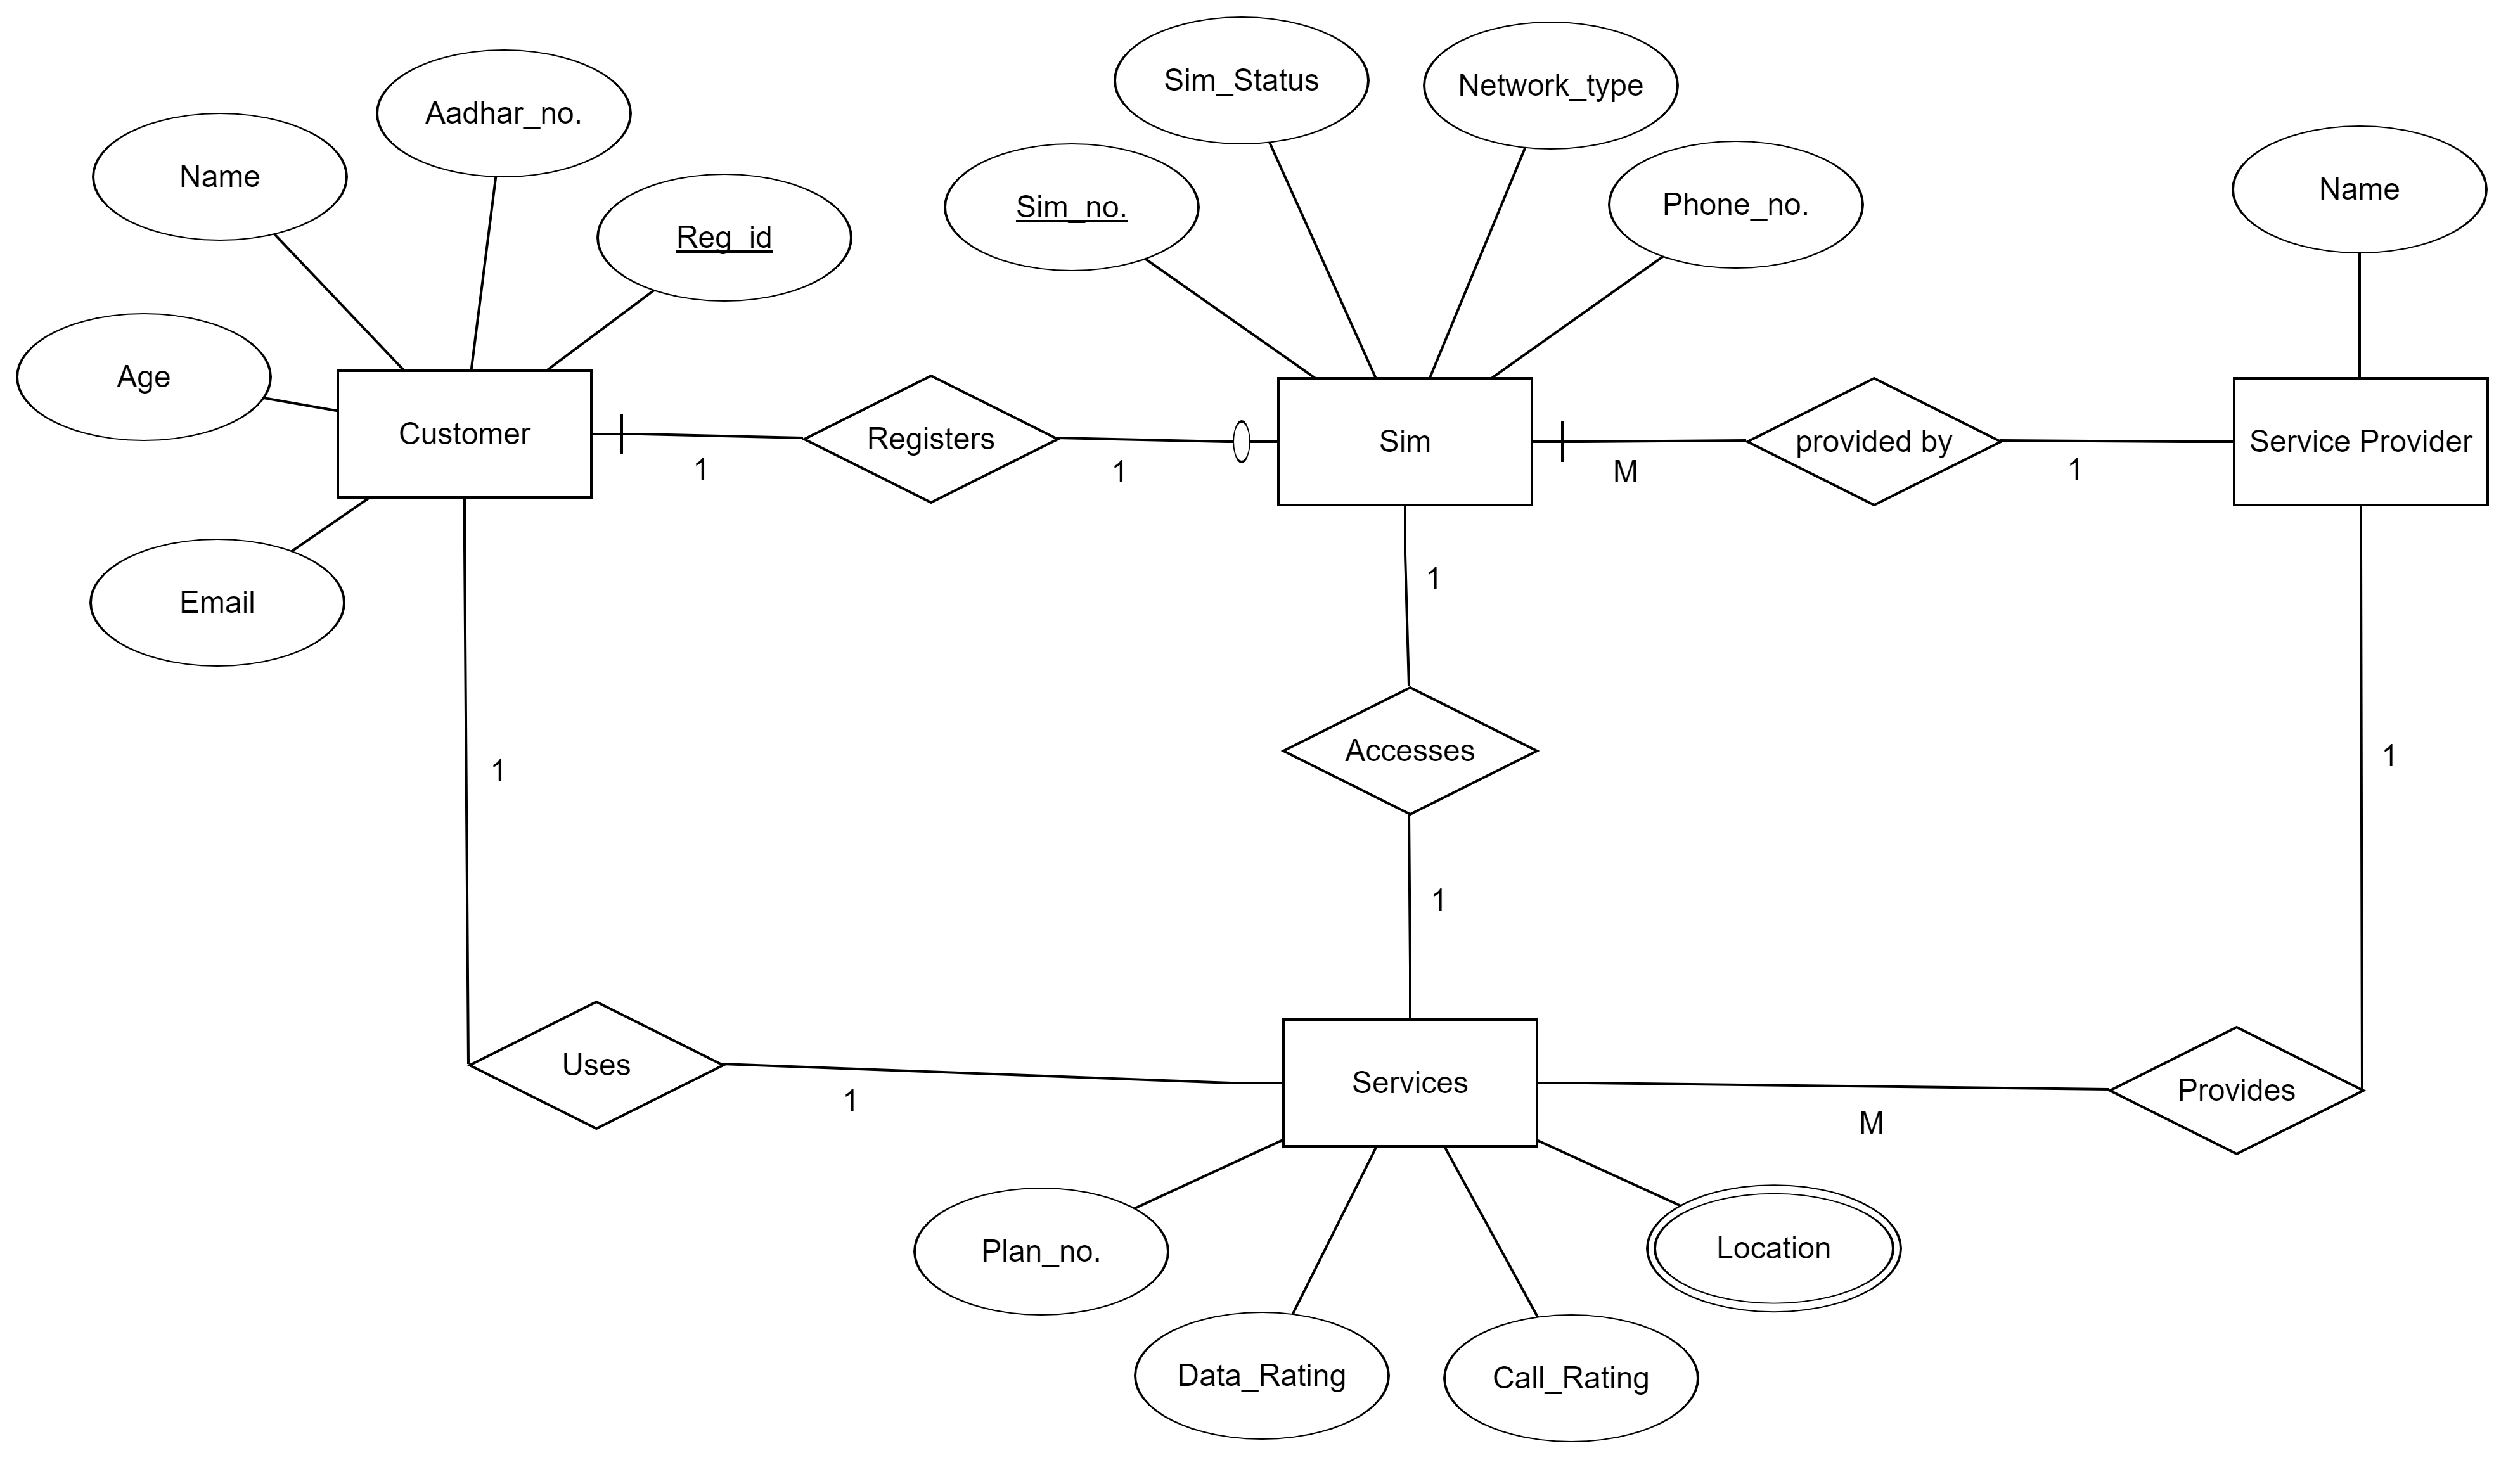 Sim_Status
Network_type
Aadhar_no.
Name
Name
Sim_no.
Phone_no.
Reg_id
Age
Customer
Registers
Sim
provided by
Service Provider
1
1
M
1
1
Email
1
Accesses
1
1
1
Uses
Services
Provides
1
M
Plan_no.
Location
Data_Rating
Call_Rating